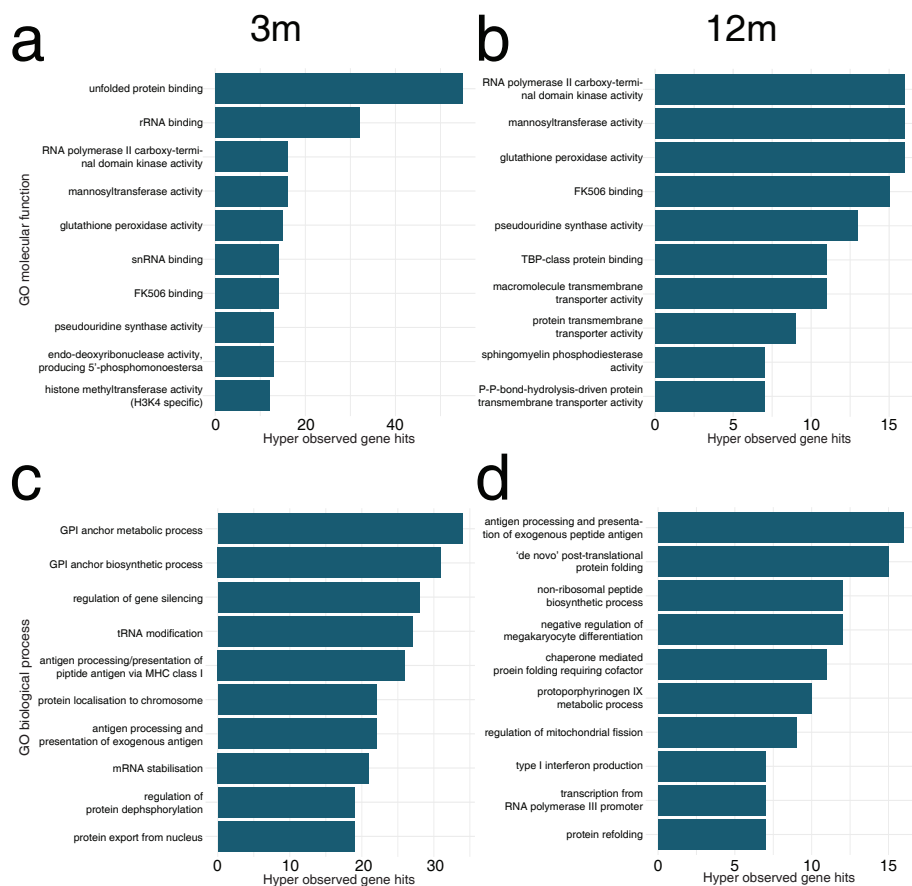 a
3m
b
12m
GO molecular function
unfolded protein binding
rRNA binding
RNA polymerase II carboxy-termi-
nal domain kinase activity
mannosyltransferase activity
glutathione peroxidase activity
snRNA binding
FK506 binding
pseudouridine synthase activity
endo-deoxyribonuclease activity,
producing 5'-phosphomonoestersa
histone methyltransferase activity
(H3K4 specific)
0 20 40
Hyper observed gene hits
RNA polymerase II carboxy-termi-
nal domain kinase activity
mannosyltransferase activity
glutathione peroxidase activity
FK506 binding
pseudouridine synthase activity
TBP-class protein binding
macromolecule transmembrane
transporter activity
protein transmembrane
transporter activity
sphingomyelin phosphodiesterase
activity
P-P-bond-hydrolysis-driven protein
transmembrane transporter activity
0 5 10 15
Hyper observed gene hits
c
GO biological process
GPI anchor metabolic process
GPI anchor biosynthetic process
regulation of gene silencing
tRNA modification
antigen processing/presentation of
piptide antigen via MHC class I
protein localisation to chromosome
antigen processing and
presentation of exogenous antigen
mRNA stabilisation
regulation of
protein dephsphorylation
protein export from nucleus
0 10 20 30
Hyper observed gene hits
d
antigen processing and presenta-
tion of exogenous peptide antigen
'de novo' post-translational
protein folding
non-ribosomal peptide
biosynthetic process
negative regulation of
megakaryocyte differentiation
chaperone mediated
proein folding requiring cofactor
protoporphyrinogen IX
metabolic process
regulation of mitochondrial fission
type I interferon production
transcription from
RNA polymerase III promoter
protein refolding
0 5 10 15
Hyper observed gene hits